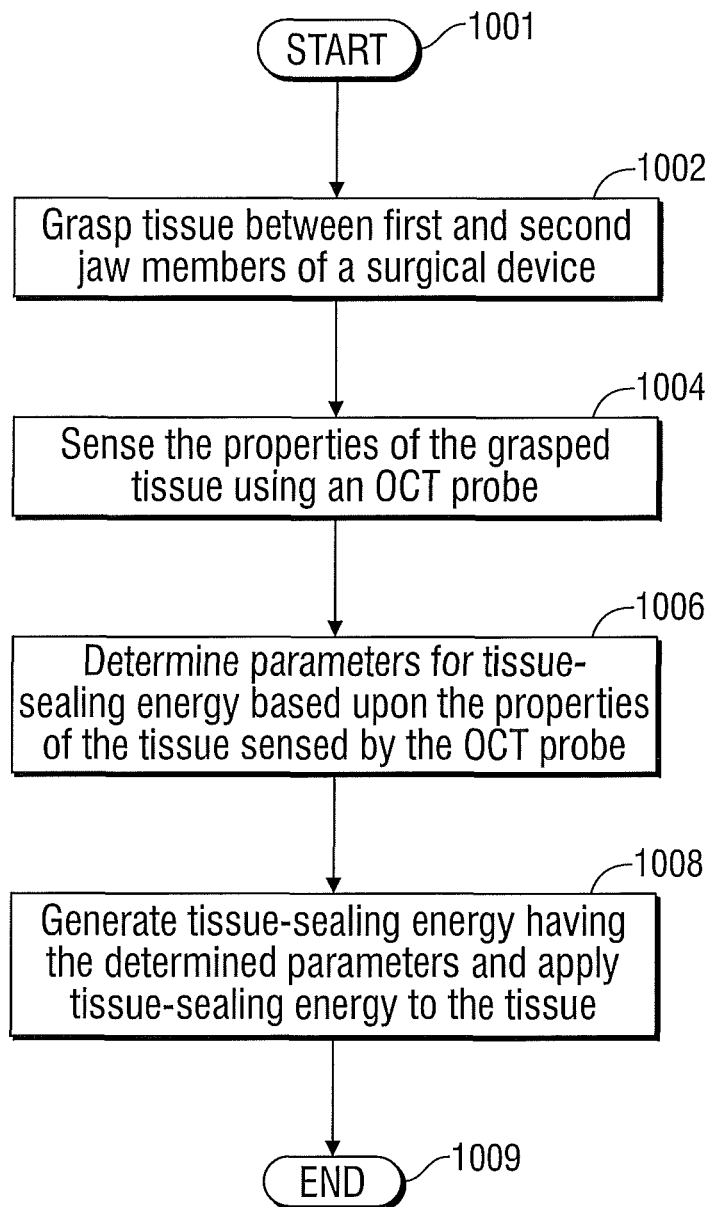 START
1001
1002
Grasp tissue between first and second
jaw members of a surgical device
1004
Sense the properties of the grasped
tissue using an OCT probe
1006
Determine parameters for tissue-
sealing energy based upon the properties
of the tissue sensed by the OCT probe
1008
Generate tissue-sealing energy having
the determined parameters and apply
tissue-sealing energy to the tissue
END
1009